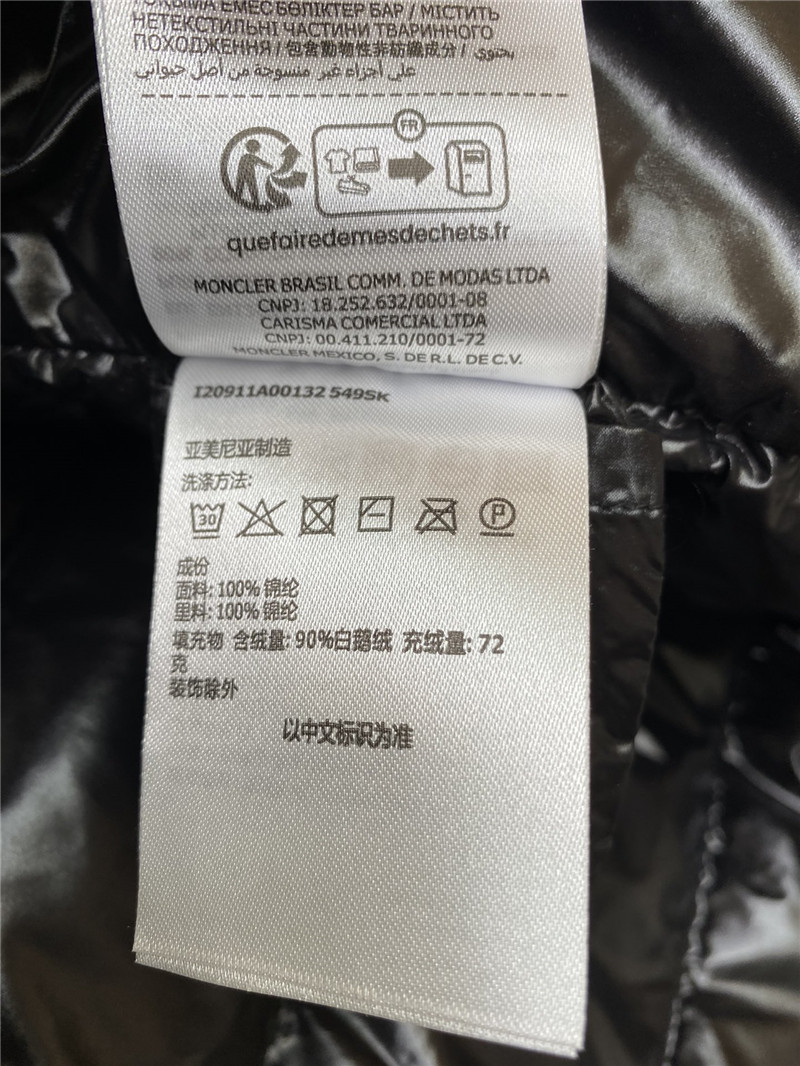 ЕМЕС БӨЛІКТЕР БАР / МІСТИТЬ
НЕТЕКСТИЛЬНІ ЧАСТИНИ ТВАРИННОГО
ПОХОДЖЕННЯ / 包含動物性非紡織成分 / يحتوي
على أجزاء غير منسوجة من أصل حيواني
FR
quefairedemesdechets.fr
MONCLER BRASIL COMM. DE MODAS LTDA
CNPJ: 18.252.632/0001-08
CARISMA COMERCIAL LTDA
CNPJ: 00.411.210/0001-72
MONCLER MEXICO, S. DE R.L. DE C.V.
I20911A00132 549SK
亚美尼亚制造
洗涤方法:
30 P
成份
面料: 100% 锦纶
里料: 100% 锦纶
填充物 含绒量: 90%白鹅绒 充绒量: 72
克
装饰除外
以中文标识为准